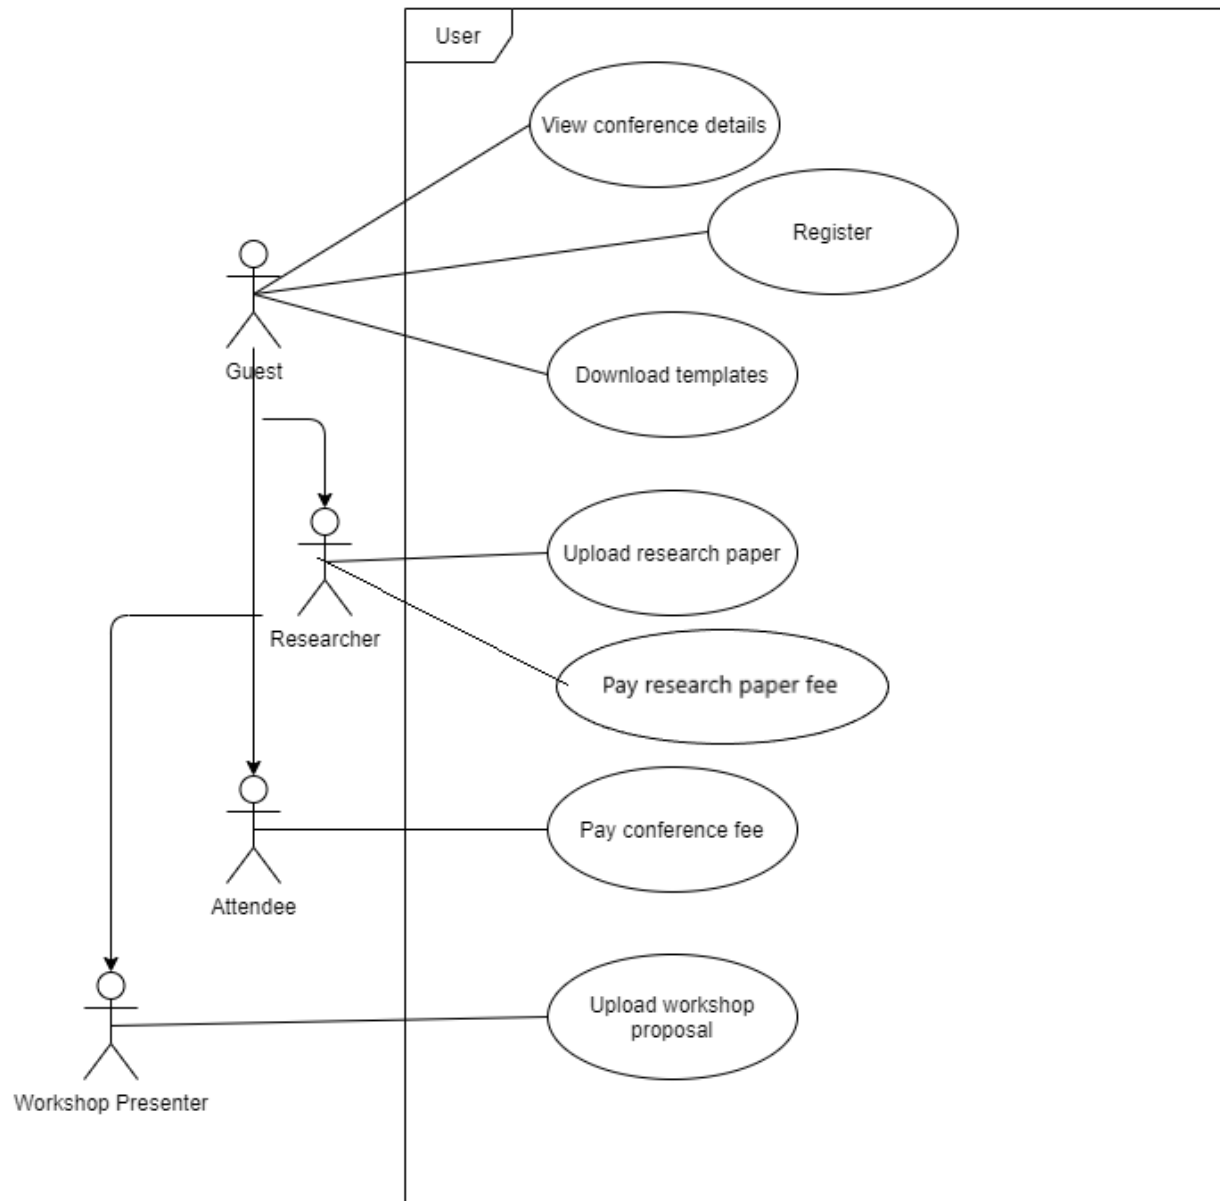 User
View conference details
Register
Guest
Download templates
Upload research paper
Researcher
Pay research paper fee
Pay conference fee
Attendee
Upload workshop
proposal
Workshop Presenter